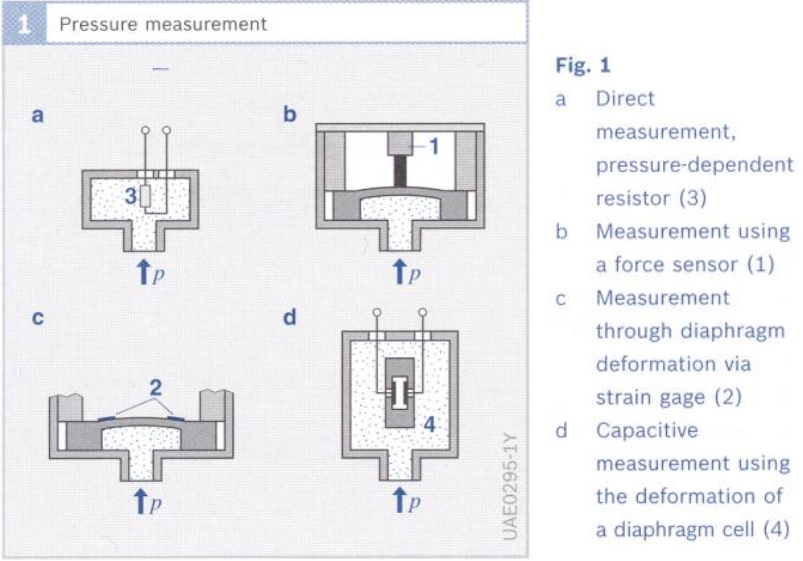 1 Pressure measurement
a
b
1
3
p
p
c
d
2
4
p
p
UAE0295-1Y
Fig. 1
a Direct
measurement,
pressure-dependent
resistor (3)
b Measurement using
a force sensor (1)
c Measurement
through diaphragm
deformation via
strain gage (2)
d Capacitive
measurement using
the deformation of
a diaphragm cell (4)